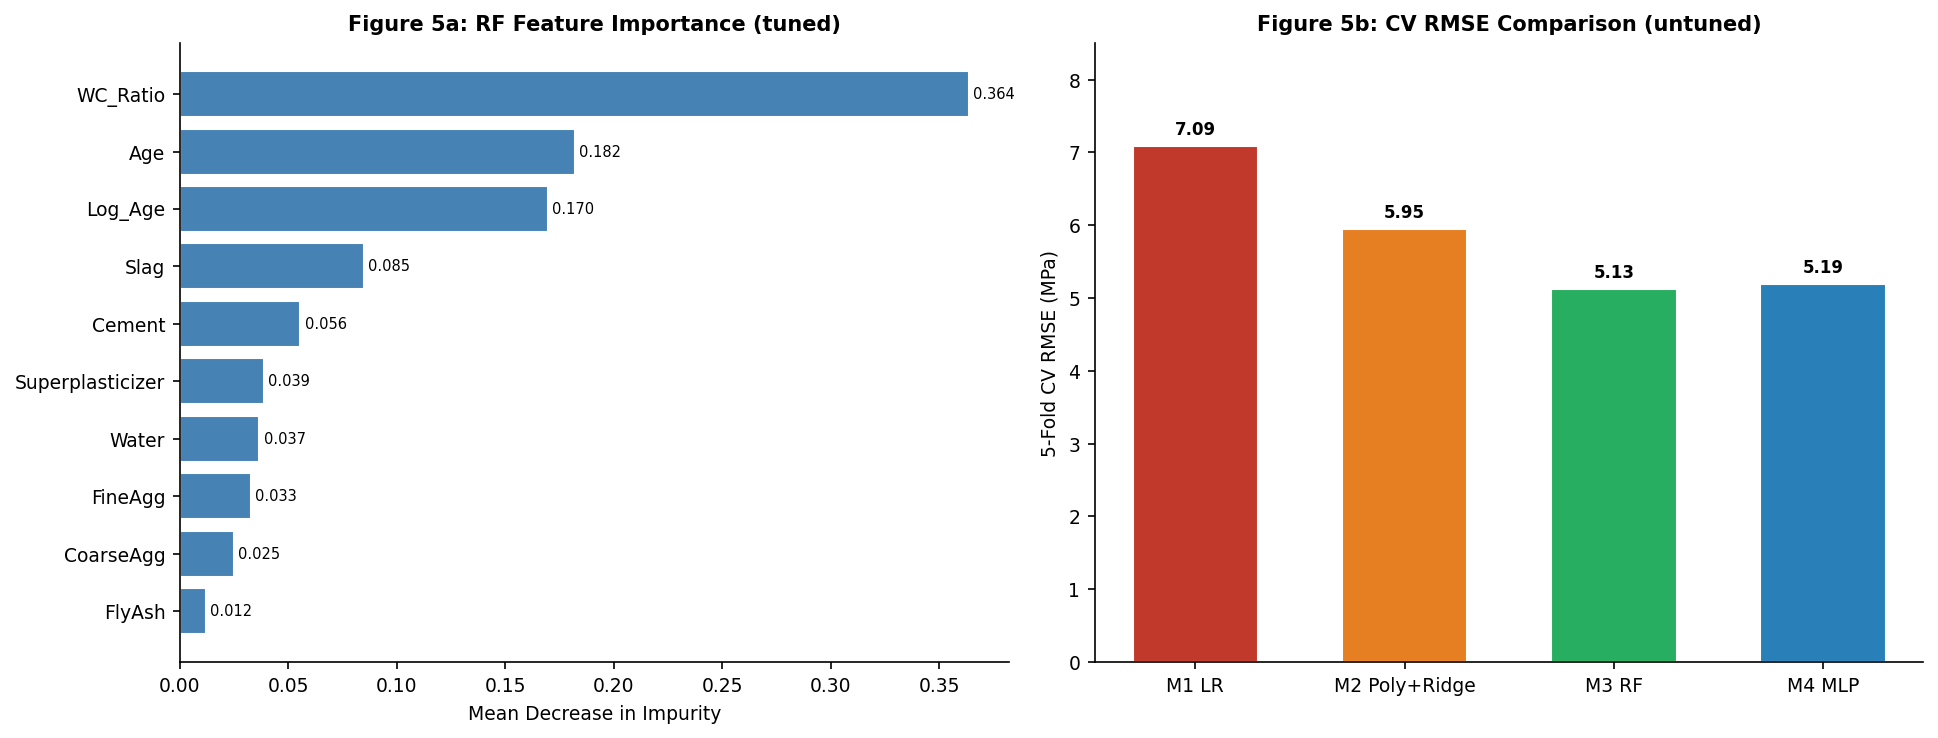 Figure 5a: RF Feature Importance (tuned)
WC_Ratio
0.364
Age
0.182
Log_Age
0.170
Slag
0.085
Cement
0.056
Superplasticizer
0.039
Water
0.037
FineAgg
0.033
CoarseAgg
0.025
FlyAsh
0.012
0.00 0.05 0.10 0.15 0.20 0.25 0.30 0.35
Mean Decrease in Impurity
Figure 5b: CV RMSE Comparison (untuned)
5-Fold CV RMSE (MPa)
8
7
6
5
4
3
2
1
0
7.09
5.95
5.13
5.19
M1 LR M2 Poly+Ridge M3 RF M4 MLP